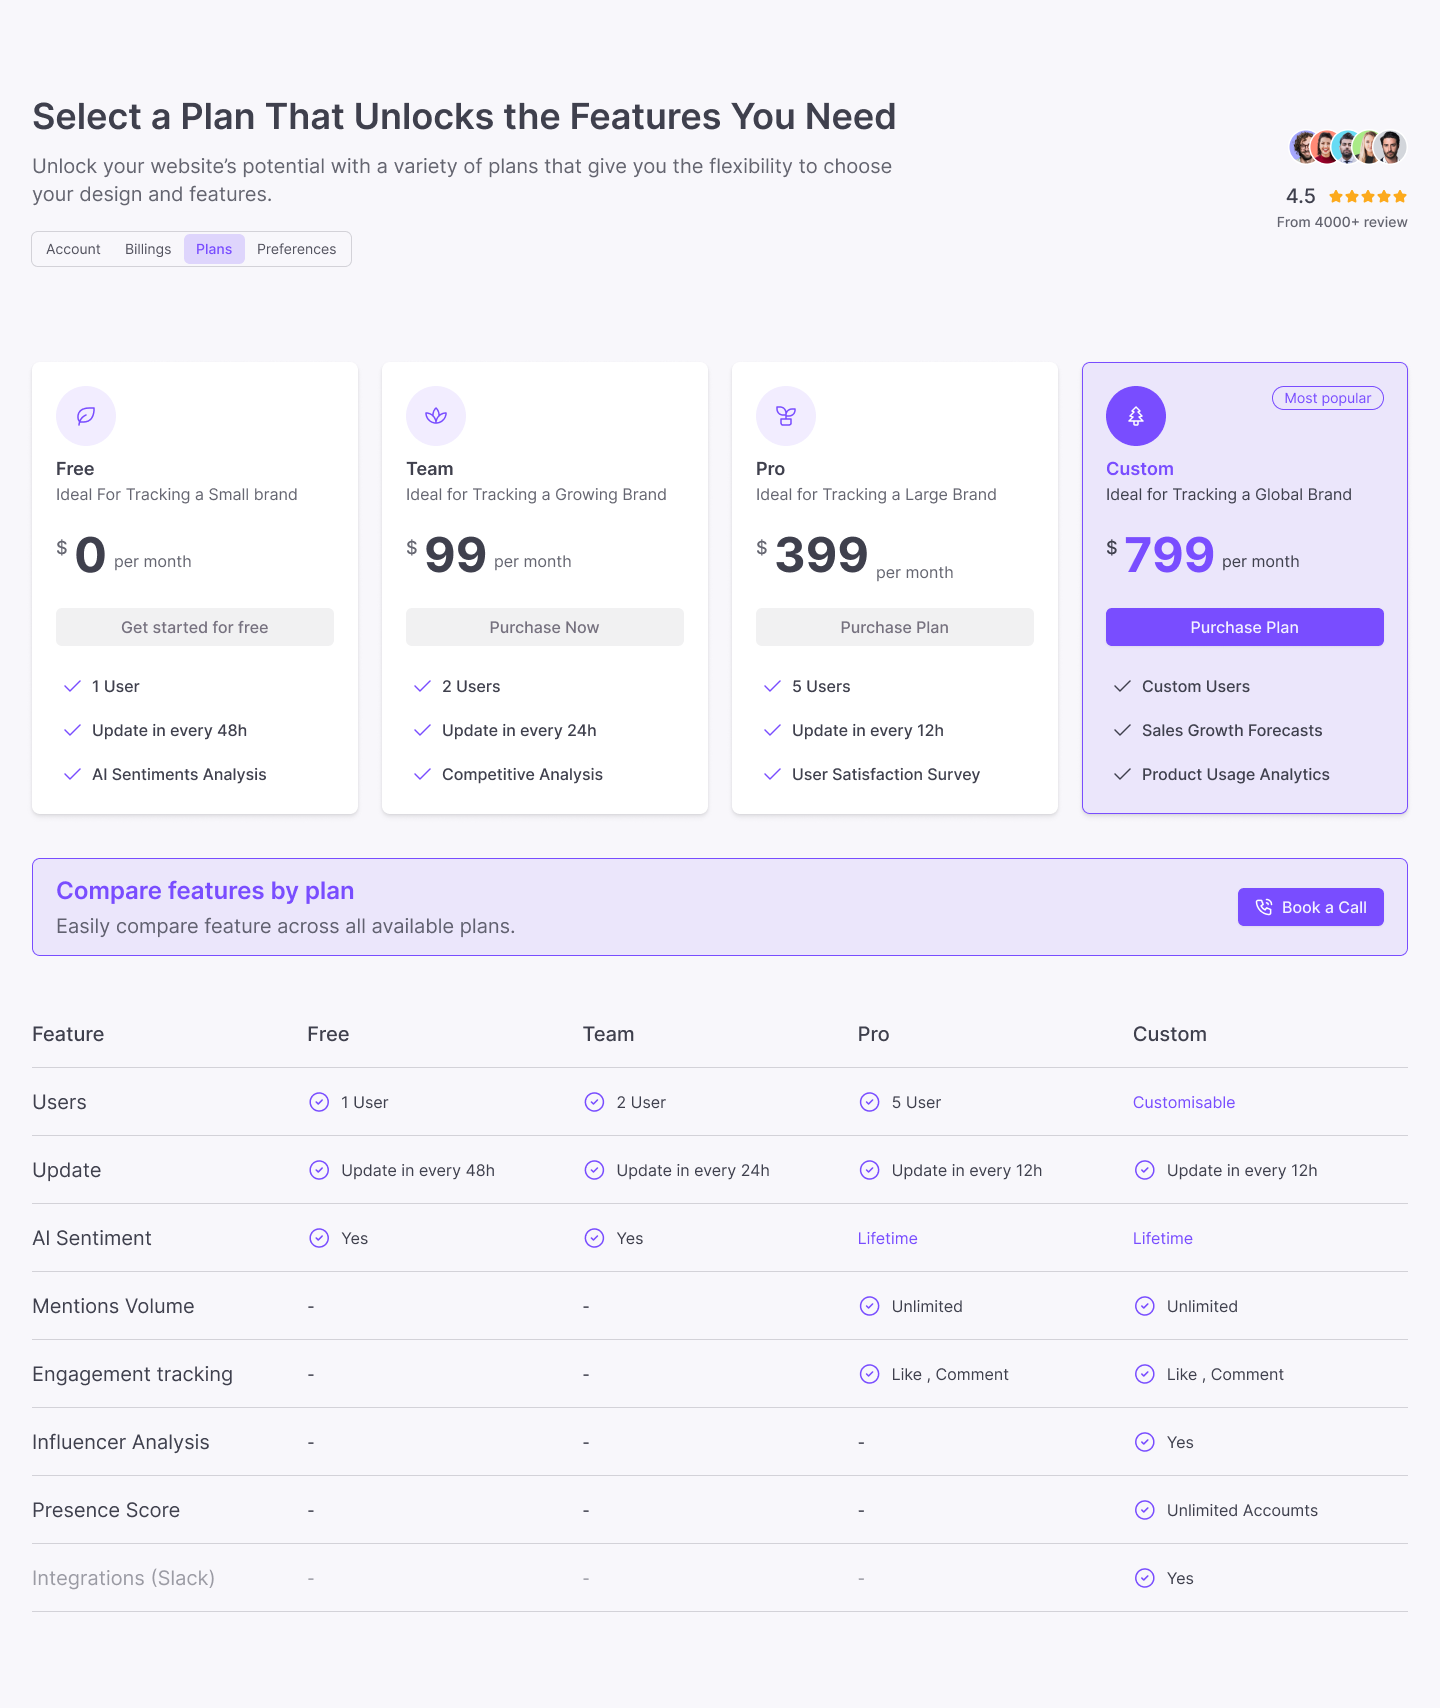 Select a Plan That Unlocks the Features You Need
Unlock your website’s potential with a variety of plans that give you the flexibility to choose
your design and features.
4.5
From 4000+ review
Account Billings Plans Preferences
Free
Ideal For Tracking a Small brand
$ 0 per month
Get started for free
1 User
Update in every 48h
AI Sentiments Analysis
Team
Ideal for Tracking a Growing Brand
$ 99 per month
Purchase Now
2 Users
Update in every 24h
Competitive Analysis
Pro
Ideal for Tracking a Large Brand
$ 399 per month
Purchase Plan
5 Users
Update in every 12h
User Satisfaction Survey
Most popular
Custom
Ideal for Tracking a Global Brand
$ 799 per month
Purchase Plan
Custom Users
Sales Growth Forecasts
Product Usage Analytics
Compare features by plan
Easily compare feature across all available plans.
Book a Call
Feature Free Team Pro Custom
Users 1 User 2 User 5 User Customisable
Update Update in every 48h Update in every 24h Update in every 12h Update in every 12h
AI Sentiment Yes Yes Lifetime Lifetime
Mentions Volume - - Unlimited Unlimited
Engagement tracking - - Like , Comment Like , Comment
Influencer Analysis - - - Yes
Presence Score - - - Unlimited Accoumts
Integrations (Slack) - - - Yes